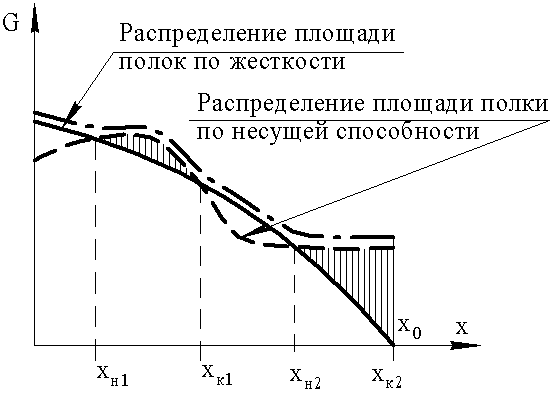 G
Распределение площади
полок по жесткости
Распределение площади полки
по несущей способности
x₀
x
xн1
xк1
xн2
xк2